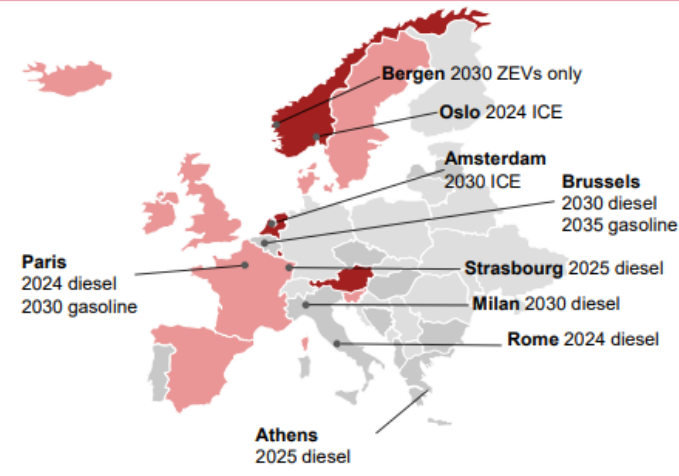 Bergen 2030 ZEVs only
Oslo 2024 ICE
Amsterdam
2030 ICE
Brussels
2030 diesel
2035 gasoline
Paris
2024 diesel
2030 gasoline
Strasbourg 2025 diesel
Milan 2030 diesel
Rome 2024 diesel
Athens
2025 diesel